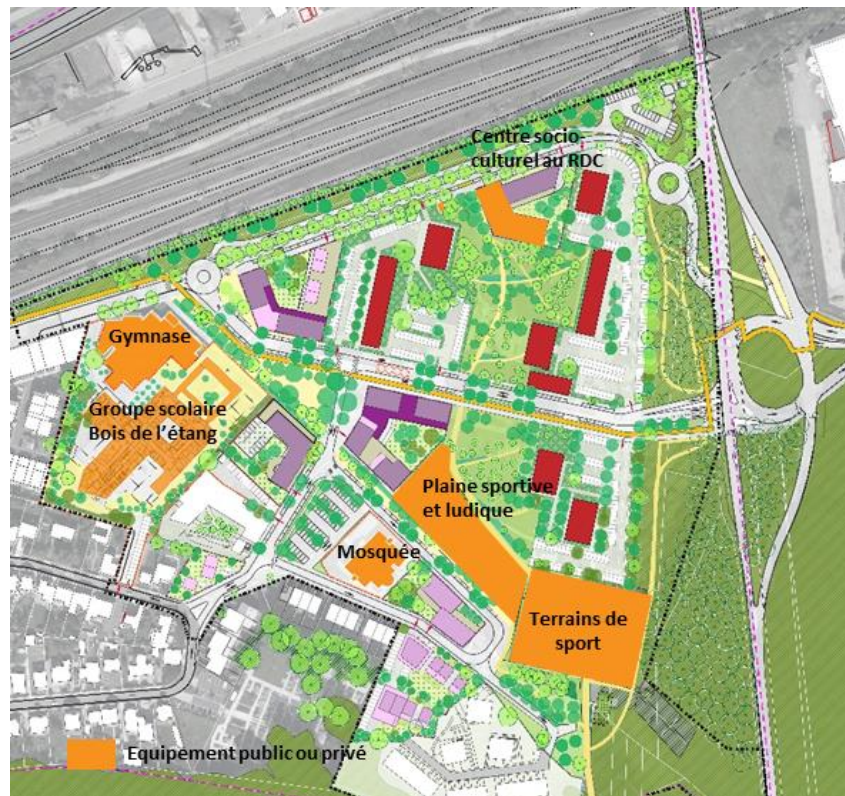 Centre socio-
culturel au RDC
Gymnase
Groupe scolaire
Bois de l'étang
Plaine sportive
et ludique
Mosquée
Terrains de
sport
Equipement public ou privé